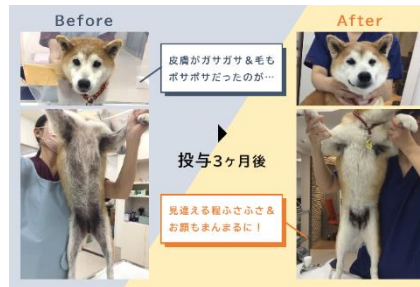 Before
After
皮膚がガサガサ&毛も
ボサボサだったのが…
投与3ヶ月後
見違える程ふさふさ&
お顔もまんまるに!